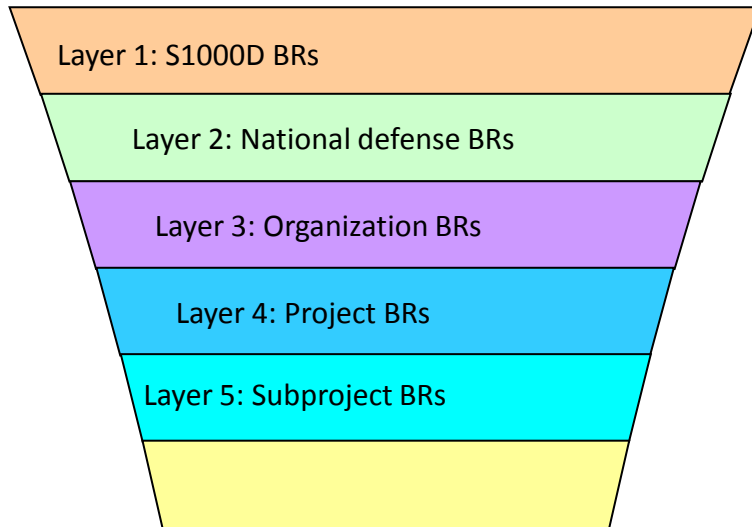 Layer 1: S1000D BRs
Layer 2: National defense BRs
Layer 3: Organization BRs
Layer 4: Project BRs
Layer 5: Subproject BRs